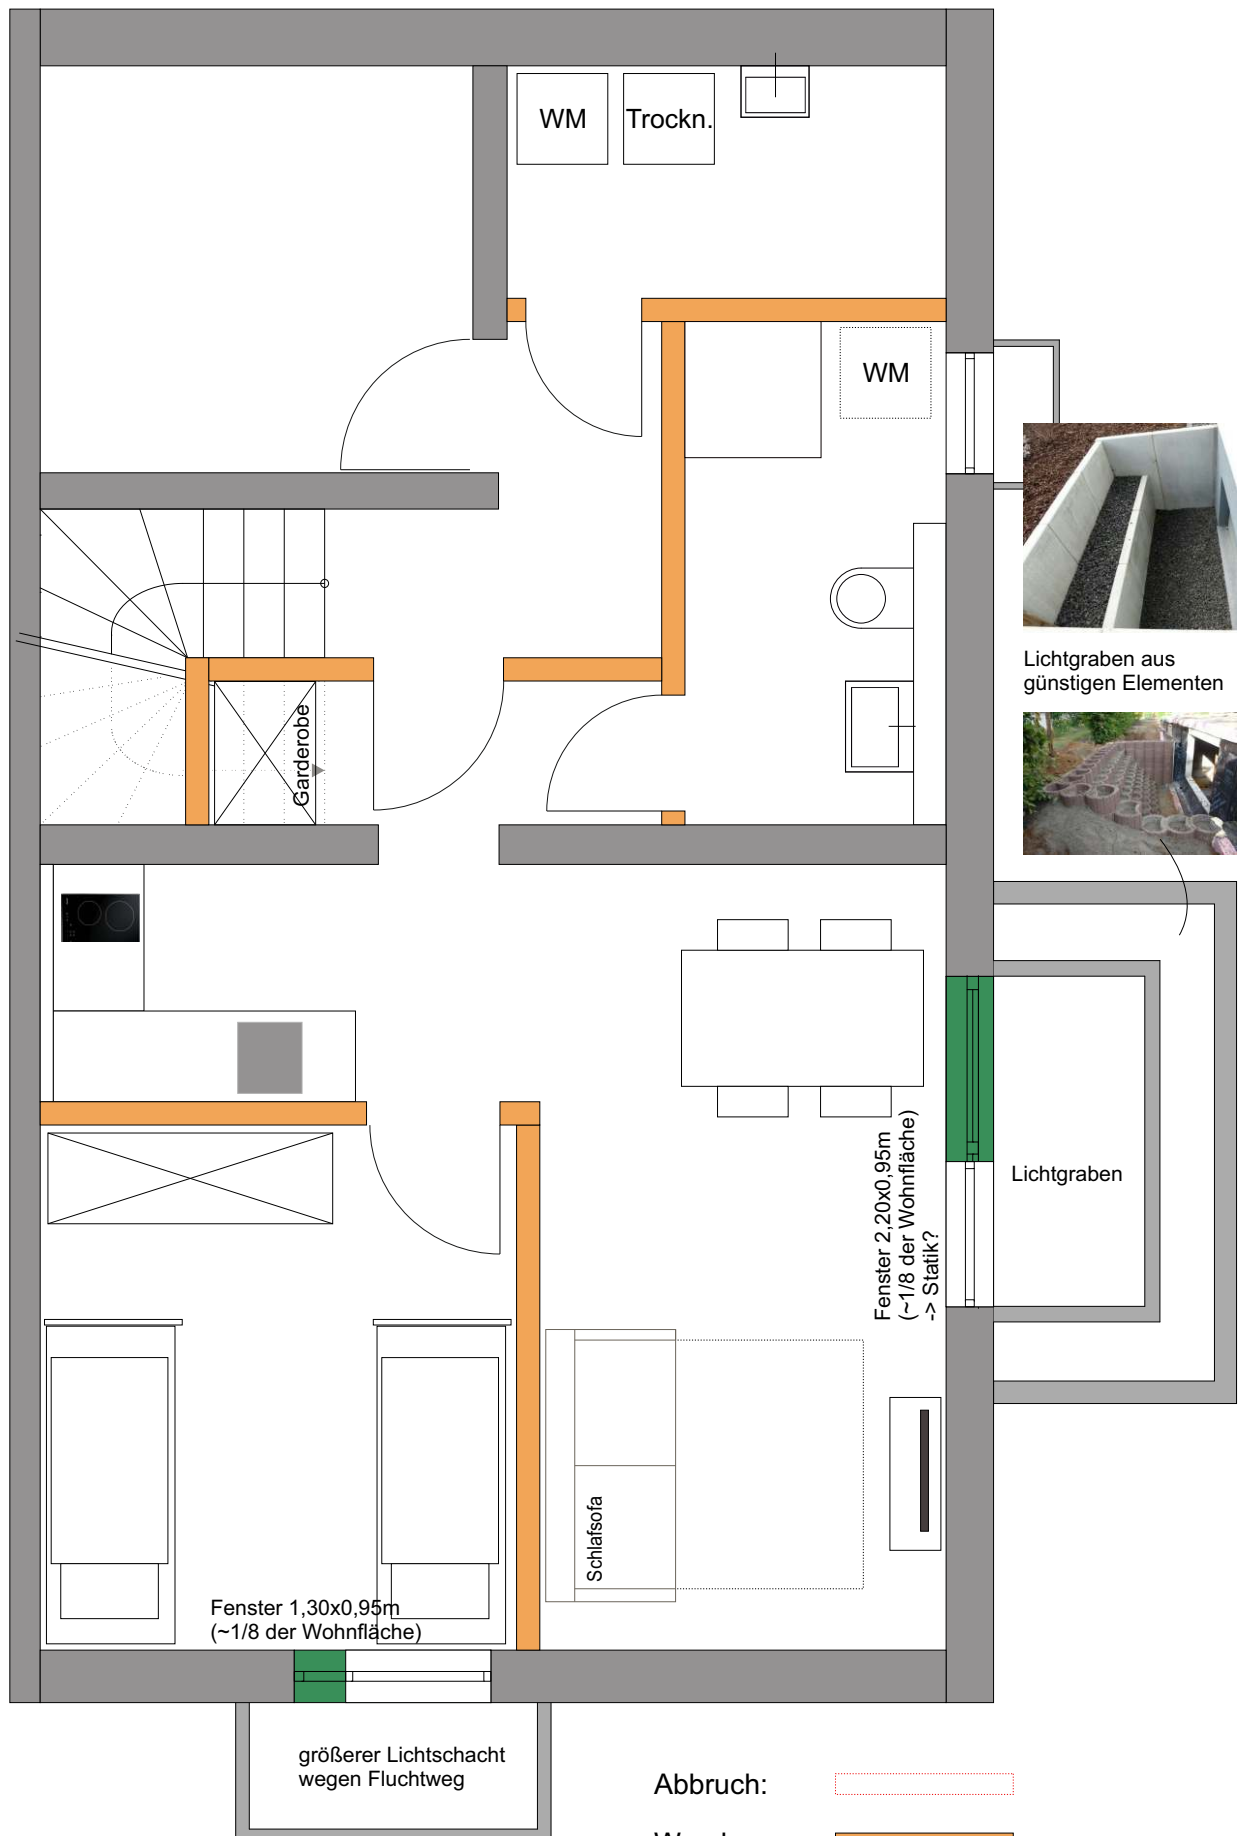 WM
Trockn.
WM
Lichtgraben aus
günstigen Elementen
Garderobe
Fenster 2,20x0,95m
(~1/8 der Wohnfläche)
-> Statik?
Lichtgraben
Schlafsofa
Fenster 1,30x0,95m
(~1/8 der Wohnfläche)
größerer Lichtschacht
wegen Fluchtweg
Abbruch: